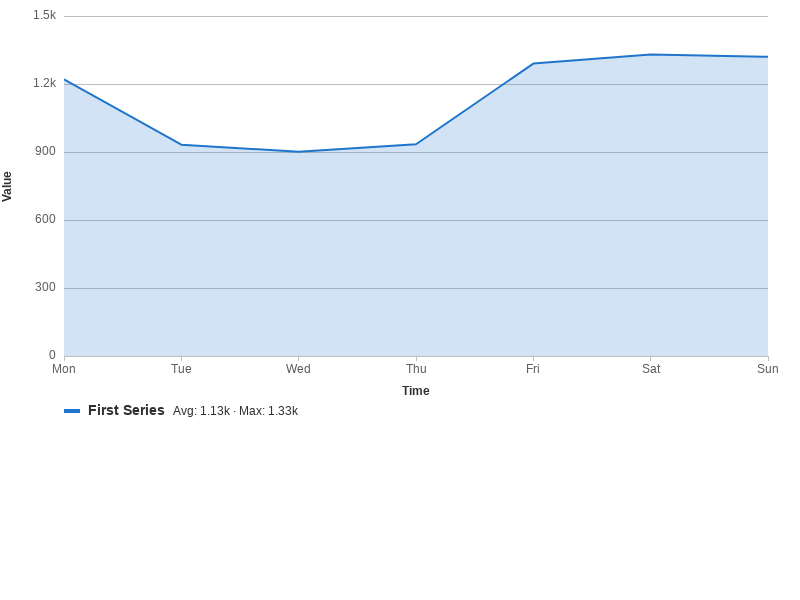 1.5k
1.2k
900
600
300
0
Value
Mon Tue Wed Thu Fri Sat Sun
Time
First Series Avg: 1.13k · Max: 1.33k